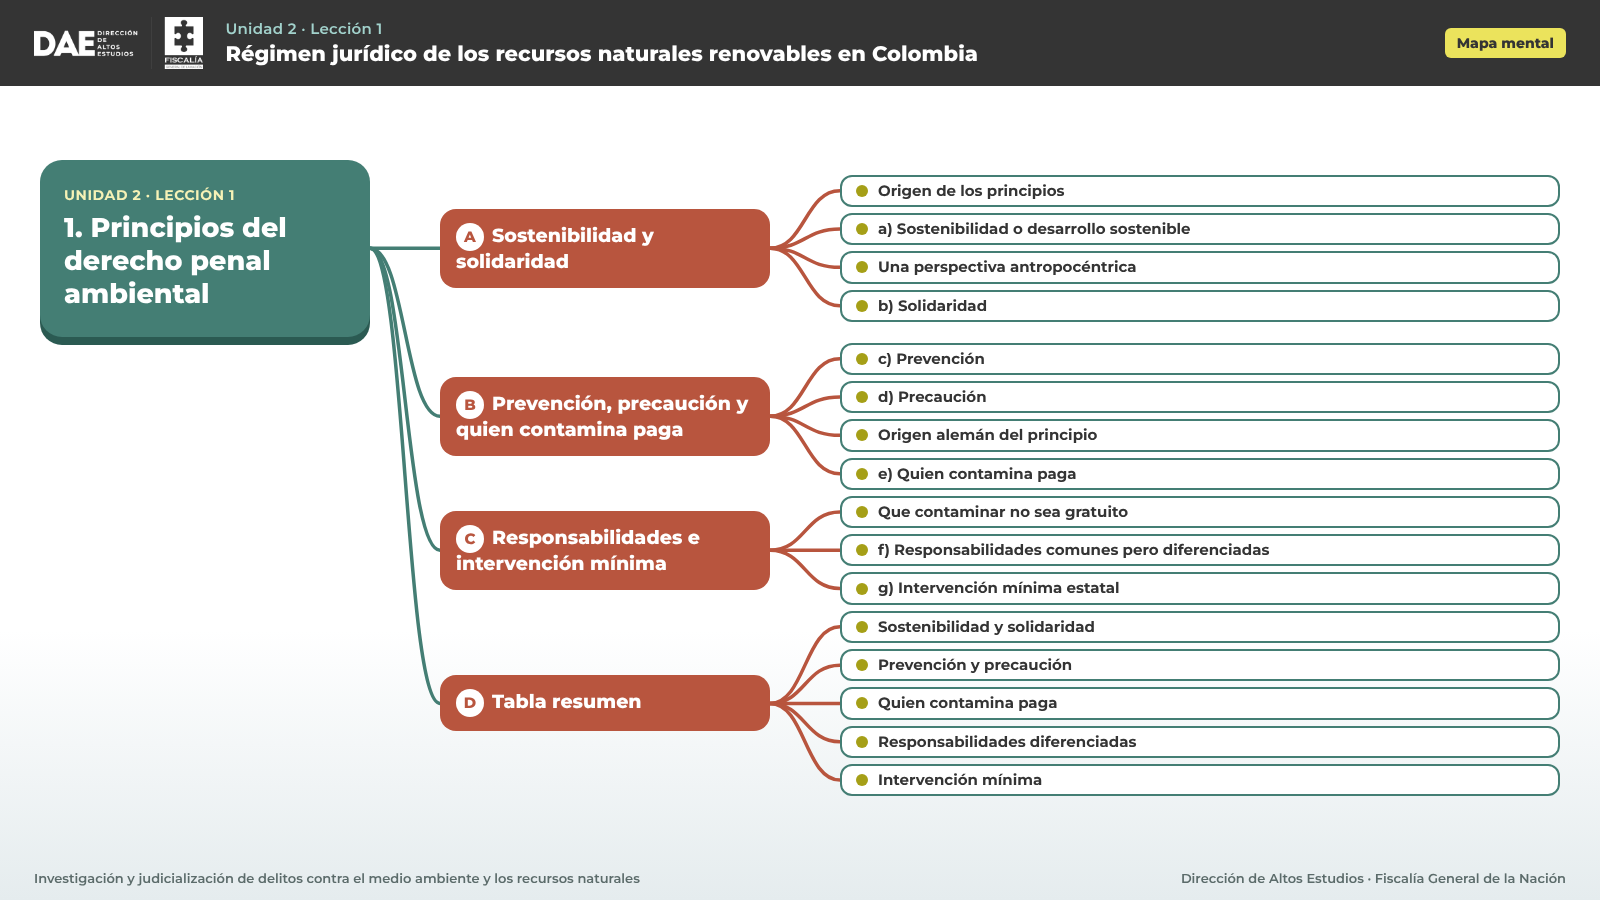 DAE DIRECCIÓN
DE
ALTOS
ESTUDIOS
FISCALÍA
Unidad 2 · Lección 1
Régimen jurídico de los recursos naturales renovables en Colombia
Mapa mental
UNIDAD 2 · LECCIÓN 1
1. Principios del
derecho penal
ambiental
A Sostenibilidad y
solidaridad
Origen de los principios
a) Sostenibilidad o desarrollo sostenible
Una perspectiva antropocéntrica
b) Solidaridad
B Prevención, precaución y
quien contamina paga
c) Prevención
d) Precaución
Origen alemán del principio
e) Quien contamina paga
C Responsabilidades e
intervención mínima
Que contaminar no sea gratuito
f) Responsabilidades comunes pero diferenciadas
g) Intervención mínima estatal
D Tabla resumen
Sostenibilidad y solidaridad
Prevención y precaución
Quien contamina paga
Responsabilidades diferenciadas
Intervención mínima
Investigación y judicialización de delitos contra el medio ambiente y los recursos naturales
Dirección de Altos Estudios · Fiscalía General de la Nación